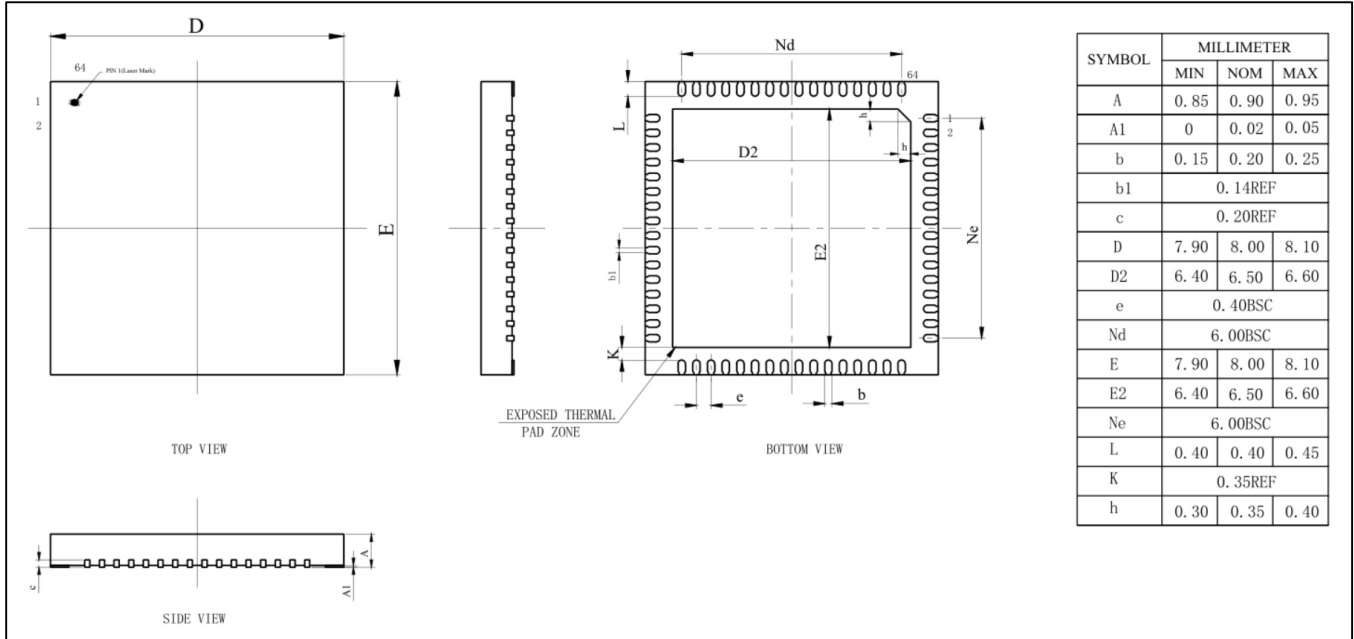 D
64
PIN 1(Laser Mark)
1
2
E
TOP VIEW
c
A
A1
SIDE VIEW
Nd
64
L
h
h
1
2
D2
E2
Ne
b1
K
e
b
EXPOSED THERMAL
PAD ZONE
BOTTOM VIEW
SYMBOL MILLIMETER
MIN NOM MAX
A 0.85 0.90 0.95
A1 0 0.02 0.05
b 0.15 0.20 0.25
b1 0.14REF
c 0.20REF
D 7.90 8.00 8.10
D2 6.40 6.50 6.60
e 0.40BSC
Nd 6.00BSC
E 7.90 8.00 8.10
E2 6.40 6.50 6.60
Ne 6.00BSC
L 0.40 0.40 0.45
K 0.35REF
h 0.30 0.35 0.40